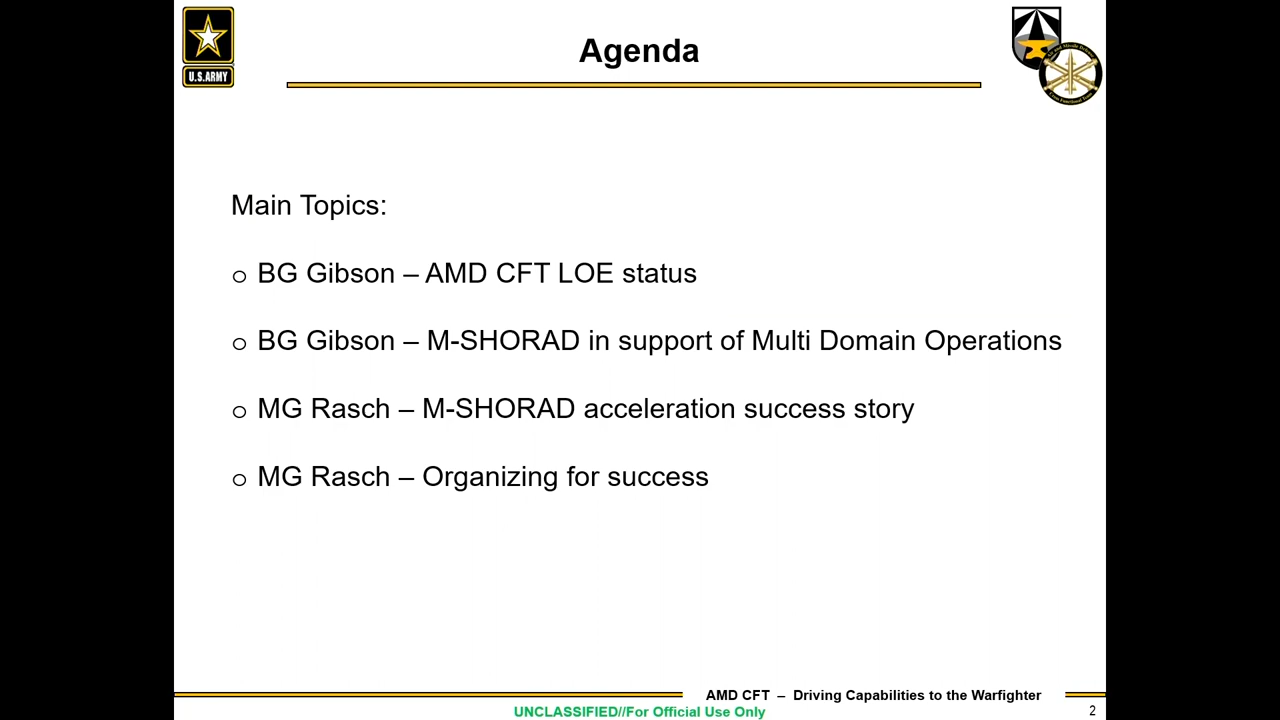 U.S.ARMY
Agenda
Main Topics:
o BG Gibson – AMD CFT LOE status
o BG Gibson – M-SHORAD in support of Multi Domain Operations
o MG Rasch – M-SHORAD acceleration success story
o MG Rasch – Organizing for success
AMD CFT – Driving Capabilities to the Warfighter
UNCLASSIFIED//For Official Use Only
2